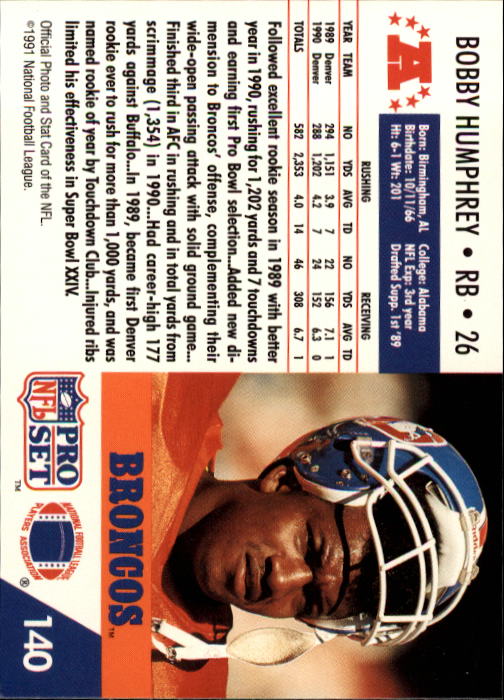 BOBBY HUMPHREY • RB • 26
A
Born: Birmingham, AL College: Alabama
Birthdate: 10/11/66 NFL Exp: 3rd year
Ht: 6-1 Wt: 201 Drafted Supp. 1st '89
RUSHING RECEIVING
YEAR TEAM NO YDS AVG TD NO YDS AVG TD
1989 Denver 294 1,151 3.9 7 22 156 7.1 1
1990 Denver 288 1,202 4.2 7 24 152 6.3 0
TOTALS 582 2,353 4.0 14 46 308 6.7 1
Followed excellent rookie season in 1989 with better
year in 1990, rushing for 1,202 yards and 7 touchdowns
and earning first Pro Bowl selection...Added new di-
mension to Broncos' offense, complementing their
wide-open passing attack with solid ground game...
Finished third in AFC in rushing and in total yards from
scrimmage (1,354) in 1990...Had career-high 177
yards against Buffalo...In 1989, became first Denver
rookie ever to rush for more than 1,000 yards, and was
named rookie of year by Touchdown Club...Injured ribs
limited his effectiveness in Super Bowl XXIV.
Official Photo and Stat Card of the NFL.
©1991 National Football League.
BRONCOS™
PRO
NFL
SET™
NATIONAL FOOTBALL LEAGUE
PLAYERS ASSOCIATION
®
140